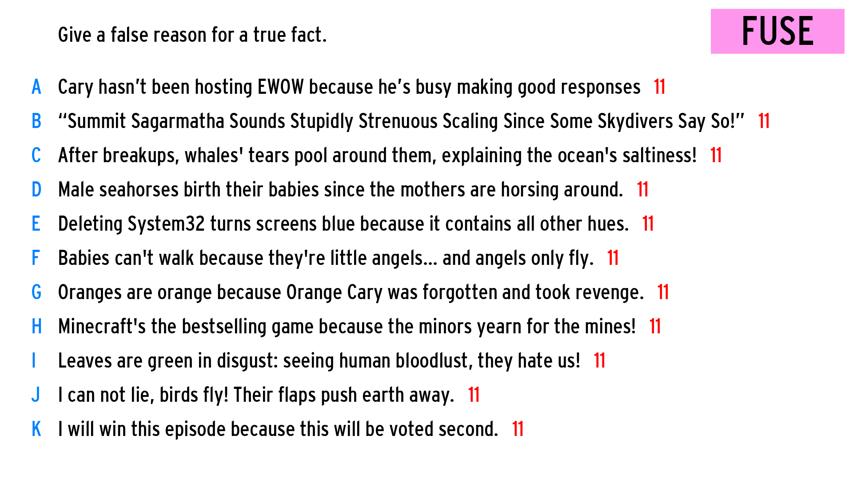 Give a false reason for a true fact.
FUSE
A Cary hasn’t been hosting EWOW because he’s busy making good responses 11
B “Summit Sagarmatha Sounds Stupidly Strenuous Scaling Since Some Skydivers Say So!” 11
C After breakups, whales' tears pool around them, explaining the ocean's saltiness! 11
D Male seahorses birth their babies since the mothers are horsing around. 11
E Deleting System32 turns screens blue because it contains all other hues. 11
F Babies can't walk because they're little angels... and angels only fly. 11
G Oranges are orange because Orange Cary was forgotten and took revenge. 11
H Minecraft's the bestselling game because the minors yearn for the mines! 11
I Leaves are green in disgust: seeing human bloodlust, they hate us! 11
J I can not lie, birds fly! Their flaps push earth away. 11
K I will win this episode because this will be voted second. 11